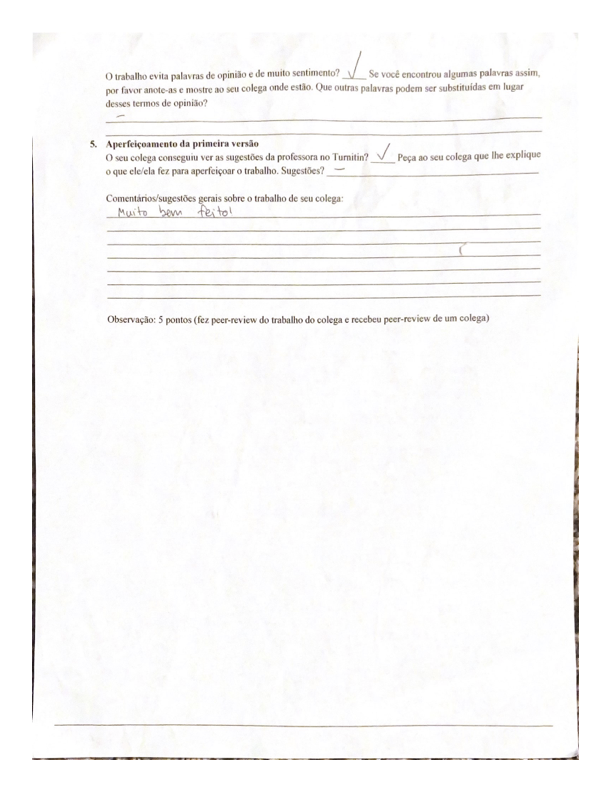 O trabalho evita palavras de opinião e de muito sentimento? __√__ Se você encontrou algumas palavras assim,
por favor anote-as e mostre ao seu colega onde estão. Que outras palavras podem ser substituídas em lugar
desses termos de opinião?
–
5. Aperfeiçoamento da primeira versão
O seu colega conseguiu ver as sugestões da professora no Turnitin? __√__ Peça ao seu colega que lhe explique
o que ele/ela fez para aperfeiçoar o trabalho. Sugestões? –
Comentários/sugestões gerais sobre o trabalho de seu colega:
Muito bem feito!
Observação: 5 pontos (fez peer-review do trabalho do colega e recebeu peer-review de um colega)